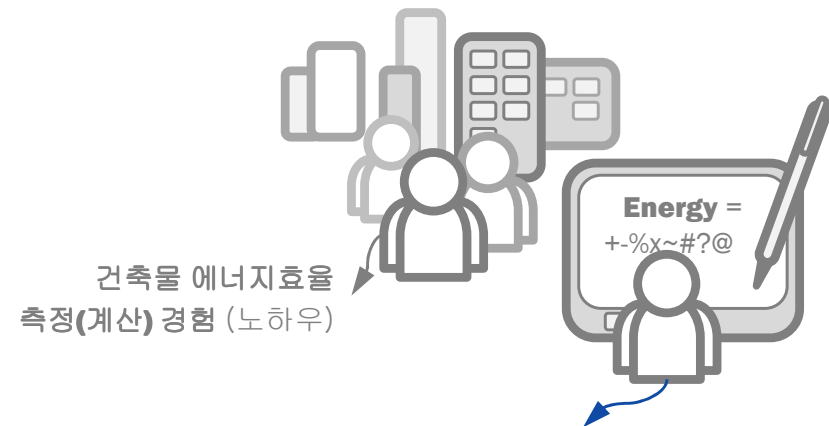 Energy =
+-%x~#?@
건축물 에너지효율
측정(계산) 경험 (노하우)